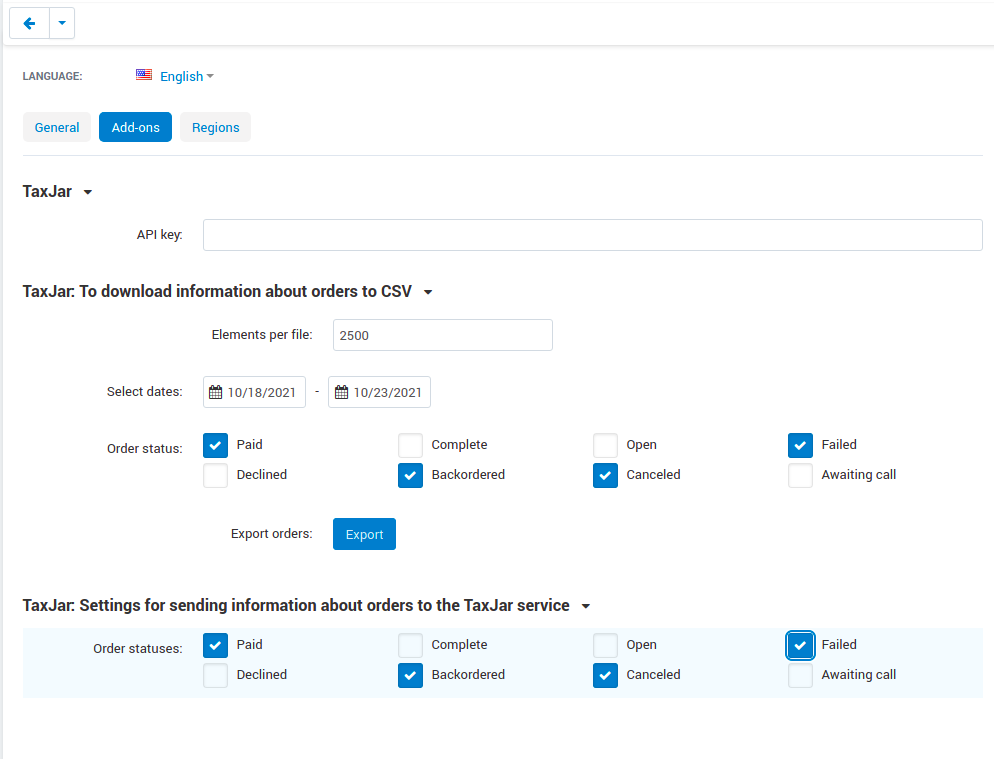 LANGUAGE: English
General Add-ons Regions
TaxJar
API key:
TaxJar: To download information about orders to CSV
Elements per file: 2500
Select dates: 10/18/2021 - 10/23/2021
Order status: Paid Complete Open Failed
Declined Backordered Canceled Awaiting call
Export orders: Export
TaxJar: Settings for sending information about orders to the TaxJar service
Order statuses: Paid Complete Open Failed
Declined Backordered Canceled Awaiting call